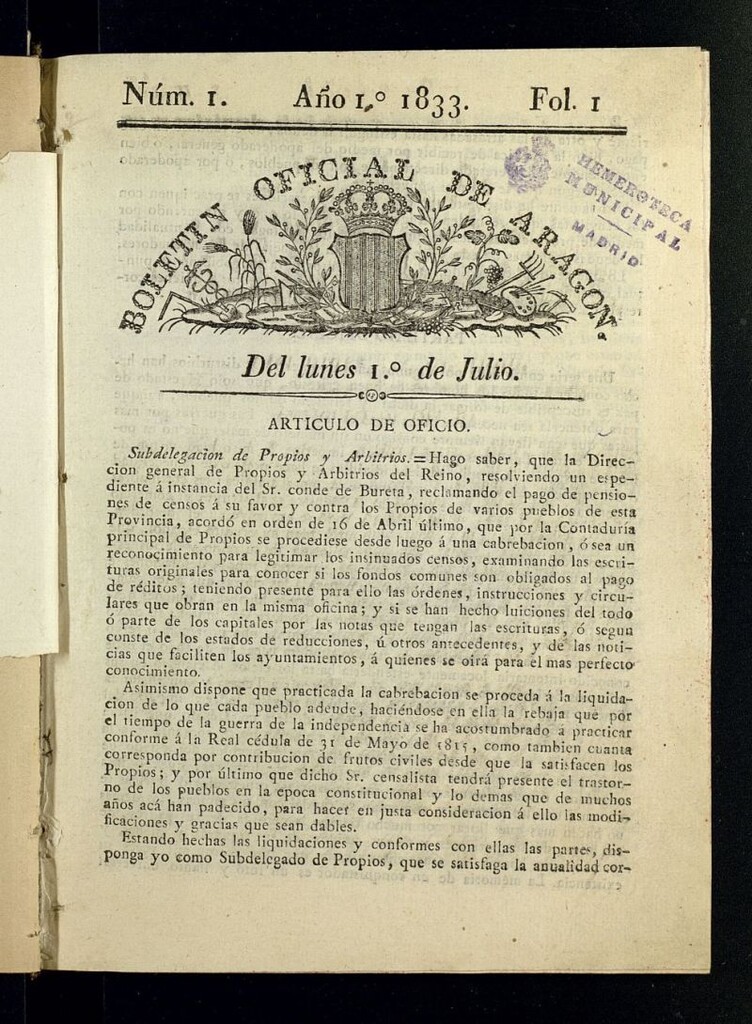 Núm. 1. Año 1.º 1833. Fol. 1
BOLETIN OFICIAL DE ARAGON.
HEMEROTECA
MUNICIPAL
MADRID
Del lunes 1.º de Julio.
ARTICULO DE OFICIO.
Subdelegacion de Propios y Arbitrios.=Hago saber, que la Direc-
cion general de Propios y Arbitrios del Reino, resolviendo un espe-
diente á instancia del Sr. conde de Bureta, reclamando el pago de pensio-
nes de censos á su favor y contra los Propios de varios pueblos de esta
Provincia, acordó en orden de 16 de Abril último, que por la Contaduría
principal de Propios se procediese desde luego á una cabrebacion, ó sea un
reconocimiento para legitimar los insinuados censos, examinando las escri-
turas originales para conocer si los fondos comunes son obligados al pago
de réditos; teniendo presente para ello las órdenes, instrucciones y circu-
lares que obran en la misma oficina; y si se han hecho luiciones del todo
ó parte de los capitales por las notas que tengan las escrituras, ó segun
conste de los estados de reducciones, ú otros antecedentes, y de las noti-
cias que faciliten los ayuntamientos, á quienes se oirá para el mas perfecto
conocimiento.
Asimismo dispone que practicada la cabrebacion se proceda á la liquida-
cion de lo que cada pueblo adeude, haciéndose en ella la rebaja que por
el tiempo de la guerra de la independencia se ha acostumbrado á practicar
conforme á la Real cédula de 31 de Mayo de 1815, como tambien cuanta
corresponda por contribucion de frutos civiles desde que la satisfacen los
Propios; y por último que dicho Sr. censalista tendrá presente el trastor-
no de los pueblos en la epoca constitucional y lo demas que de muchos
años acá han padecido, para hacer en justa consideracion á ello las modi-
ficaciones y gracias que sean dables.
Estando hechas las liquidaciones y conformes con ellas las partes, dis-
ponga yo como Subdelegado de Propios, que se satisfaga la anualidad cor-